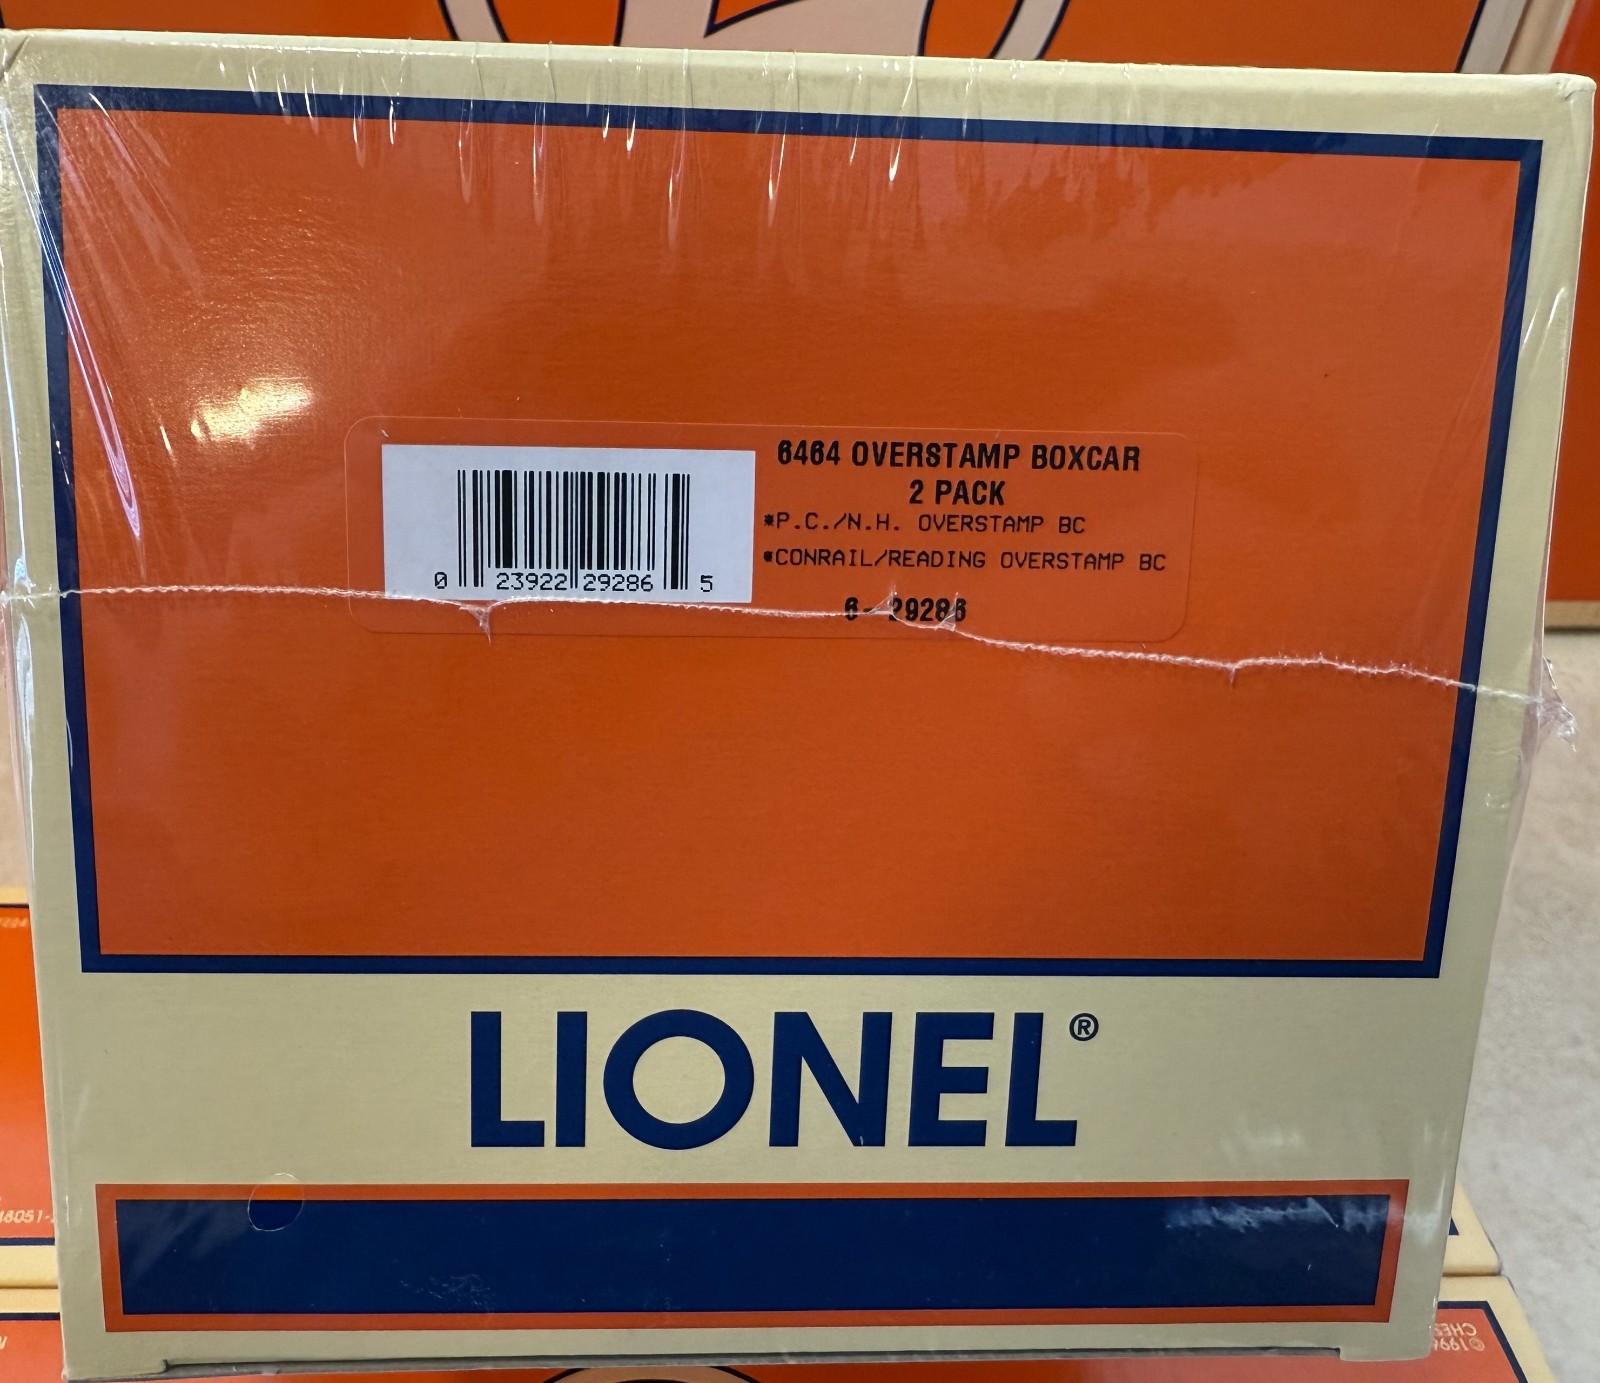 6464 OVERSTAMP BOXCAR
2 PACK
*P.C./N.H. OVERSTAMP BC
*CONRAIL/READING OVERSTAMP BC
6-29286
0 23922 29286 5
LIONEL®